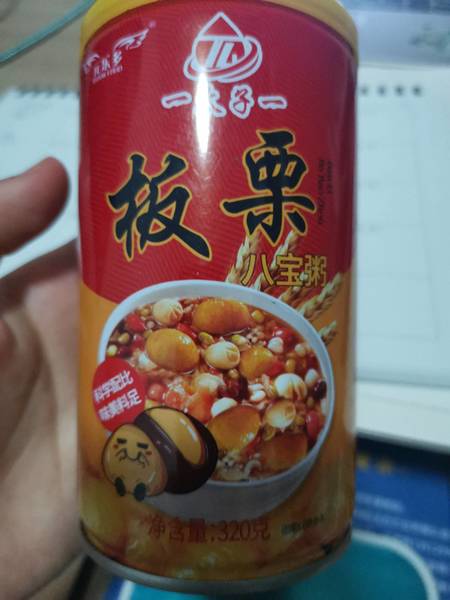 一太子一
板栗
八宝粥
科学配比
味美料足
净含量:320克